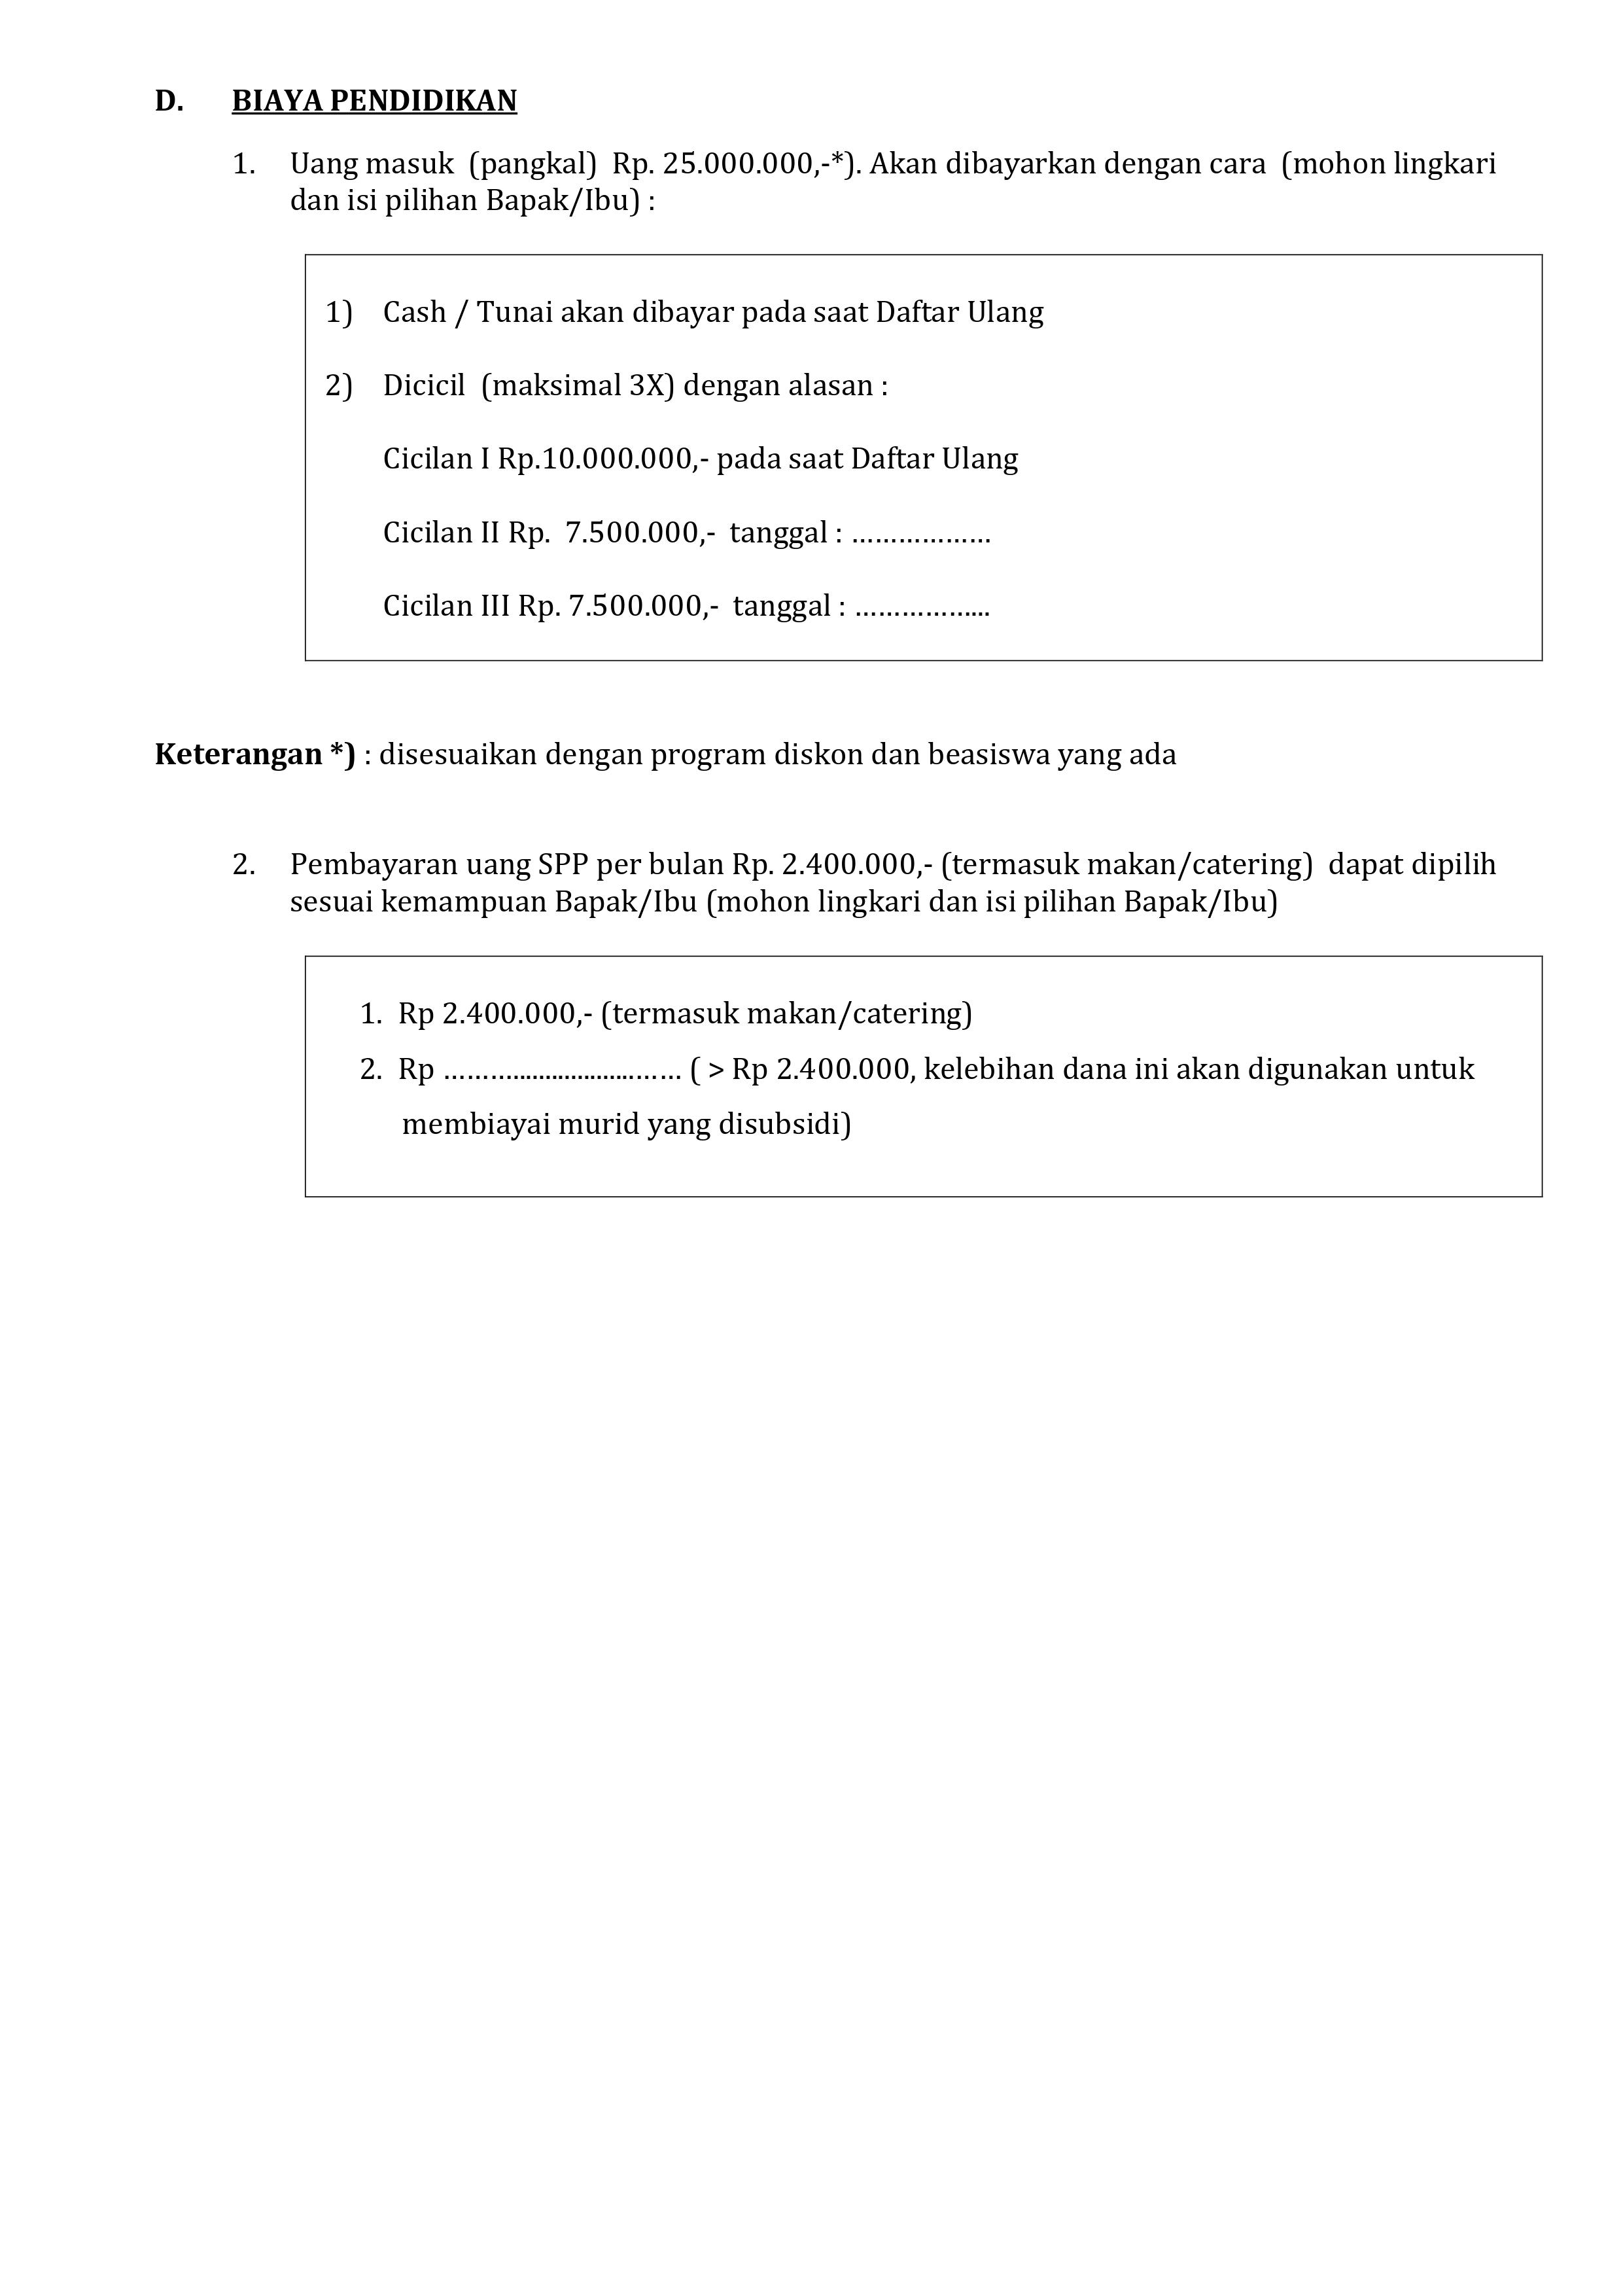 D. BIAYA PENDIDIKAN
1. Uang masuk (pangkal) Rp. 25.000.000,-*). Akan dibayarkan dengan cara (mohon lingkari
dan isi pilihan Bapak/Ibu) :
1) Cash / Tunai akan dibayar pada saat Daftar Ulang
2) Dicicil (maksimal 3X) dengan alasan :
Cicilan I Rp.10.000.000,- pada saat Daftar Ulang
Cicilan II Rp. 7.500.000,- tanggal : ………………
Cicilan III Rp. 7.500.000,- tanggal : ……………...
Keterangan *) : disesuaikan dengan program diskon dan beasiswa yang ada
2. Pembayaran uang SPP per bulan Rp. 2.400.000,- (termasuk makan/catering) dapat dipilih
sesuai kemampuan Bapak/Ibu (mohon lingkari dan isi pilihan Bapak/Ibu)
1. Rp 2.400.000,- (termasuk makan/catering)
2. Rp ………...................…… ( > Rp 2.400.000, kelebihan dana ini akan digunakan untuk
membiayai murid yang disubsidi)